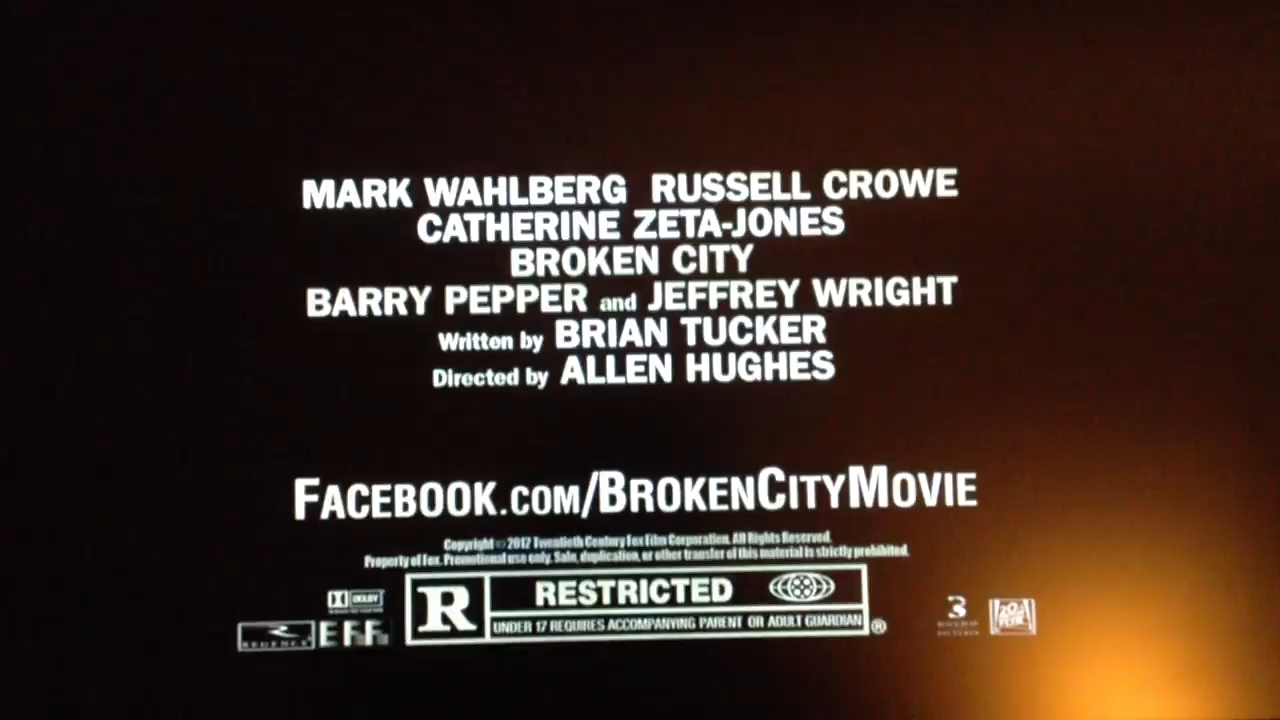 MARK WAHLBERG RUSSELL CROWE
CATHERINE ZETA-JONES
BROKEN CITY
BARRY PEPPER and JEFFREY WRIGHT
Written by BRIAN TUCKER
Directed by ALLEN HUGHES
FACEBOOK.COM/BROKENCITYMOVIE
Copyright © 2012 Twentieth Century Fox Film Corporation. All Rights Reserved.
Property of Fox. Promotional use only. Sale, duplication, or other transfer of this material is strictly prohibited.
R RESTRICTED
UNDER 17 REQUIRES ACCOMPANYING PARENT OR ADULT GUARDIAN ®
DOLBY
REGENCY EFF